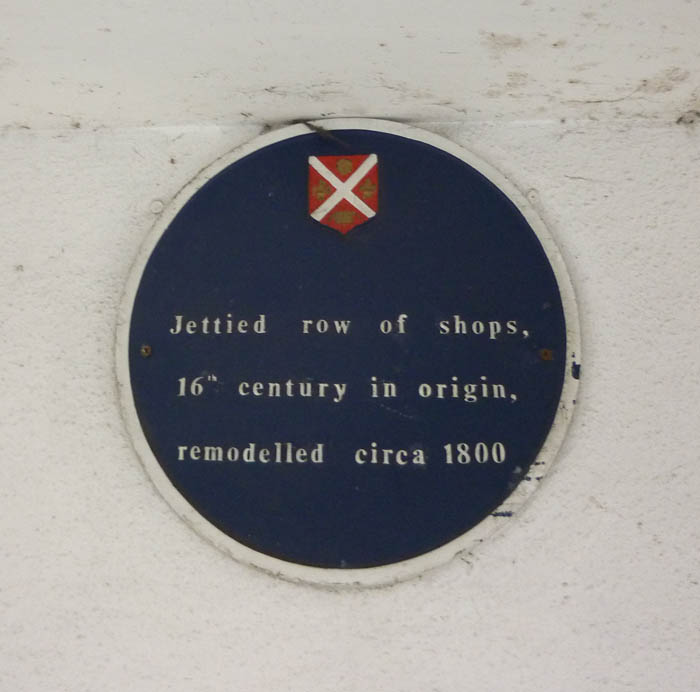 Jettied row of shops,
16th century in origin,
remodelled circa 1800